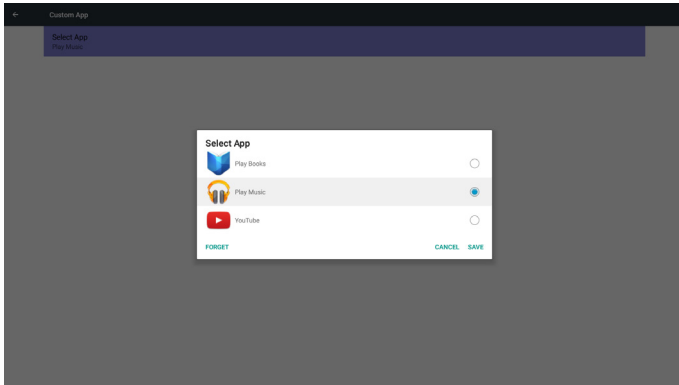 Custom App
Select App
Play Music
Select App
Play Books
Play Music
YouTube
FORGET
CANCEL SAVE